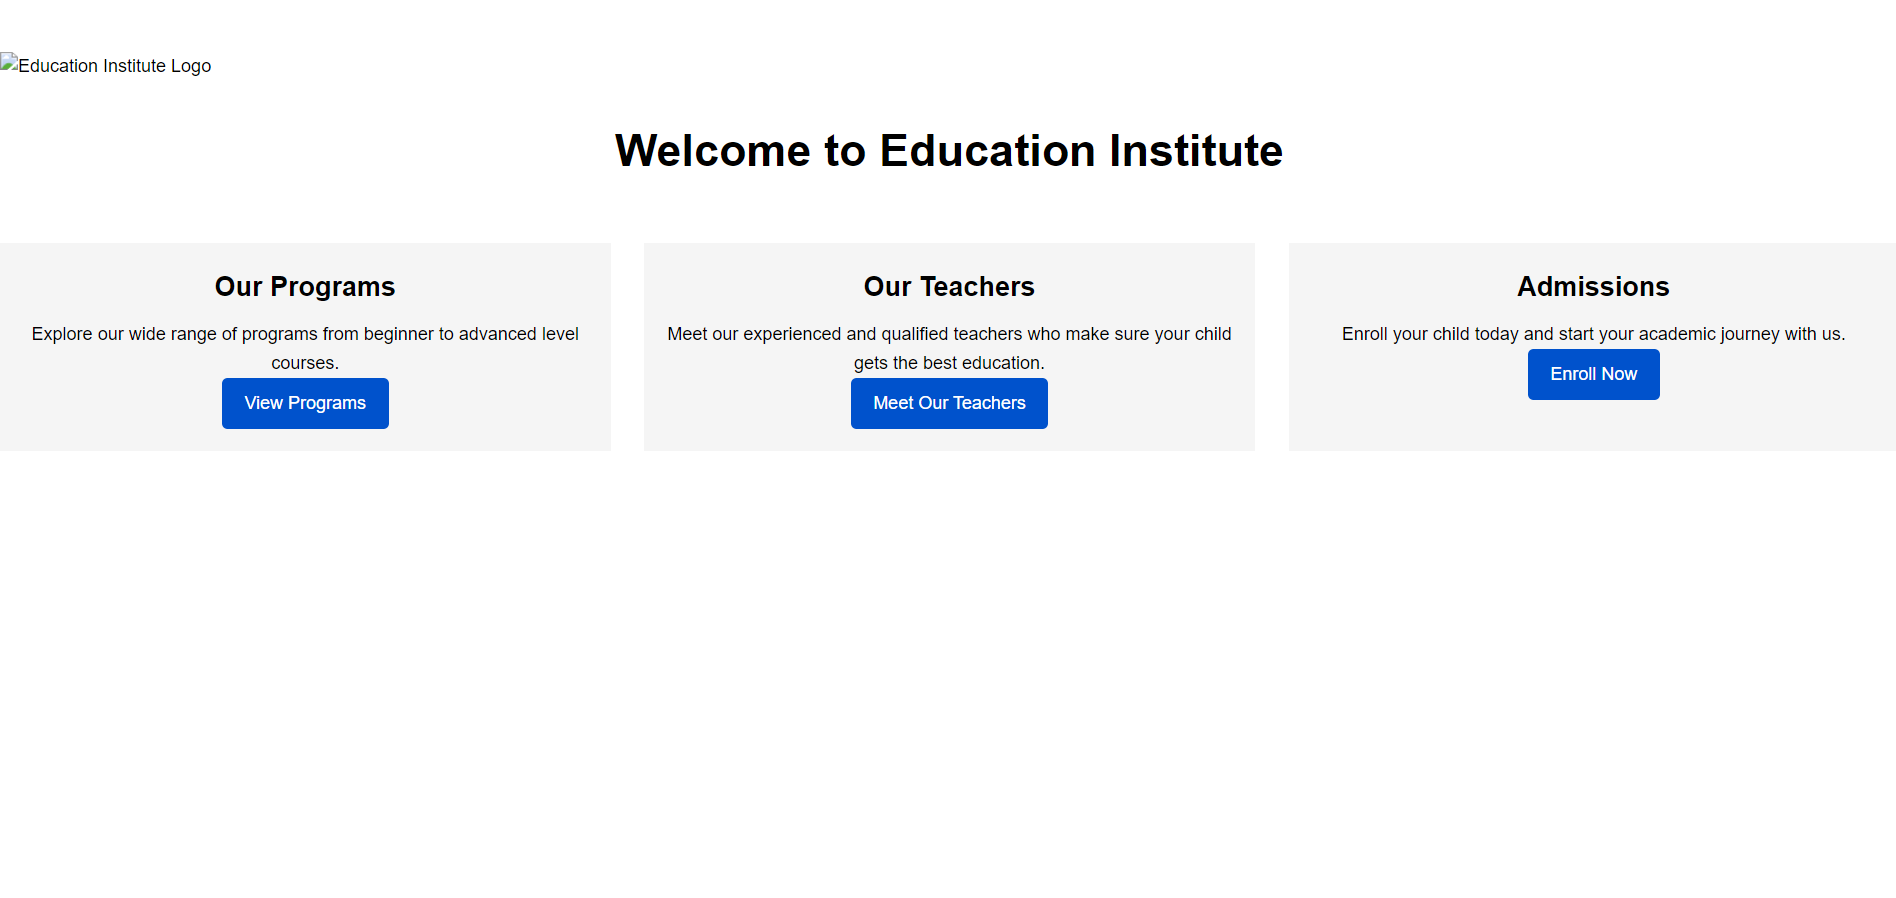 Education Institute Logo
Welcome to Education Institute
Our Programs
Explore our wide range of programs from beginner to advanced level
courses.
View Programs
Our Teachers
Meet our experienced and qualified teachers who make sure your child
gets the best education.
Meet Our Teachers
Admissions
Enroll your child today and start your academic journey with us.
Enroll Now